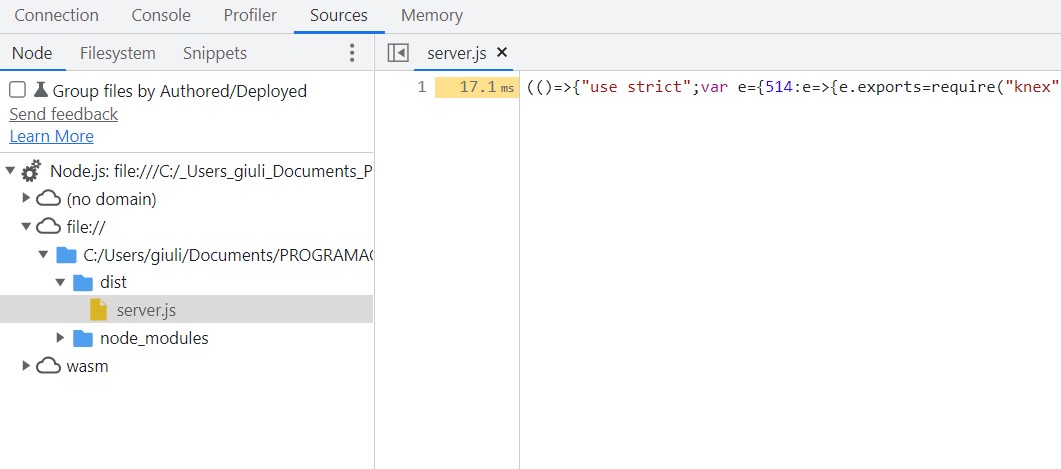 Connection Console Profiler Sources Memory
Node Filesystem Snippets
server.js ✕
Group files by Authored/Deployed
Send feedback
Learn More
Node.js: file:///C:/_Users_giuli_Documents_P
(no domain)
file://
C:/Users/giuli/Documents/PROGRAMAC
dist
server.js
node_modules
wasm
1 17.1 ms (()=>{"use strict";var e={514:e=>{e.exports=require("knex"